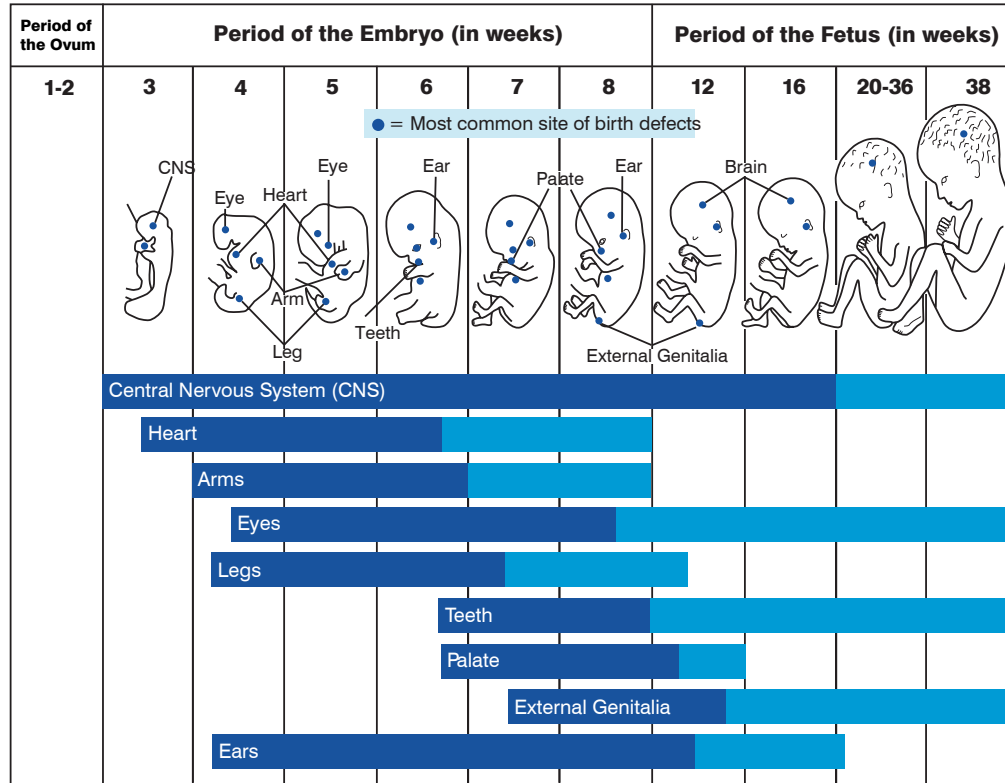 Period of
the Ovum
Period of the Embryo (in weeks)
Period of the Fetus (in weeks)
1-2
3
4
5
6
7
8
12
16
20-36
38
= Most common site of birth defects
CNS
Eye
Heart
Eye
Ear
Palate
Ear
Brain
Arm
Leg
Teeth
External Genitalia
Central Nervous System (CNS)
Heart
Arms
Eyes
Legs
Teeth
Palate
External Genitalia
Ears